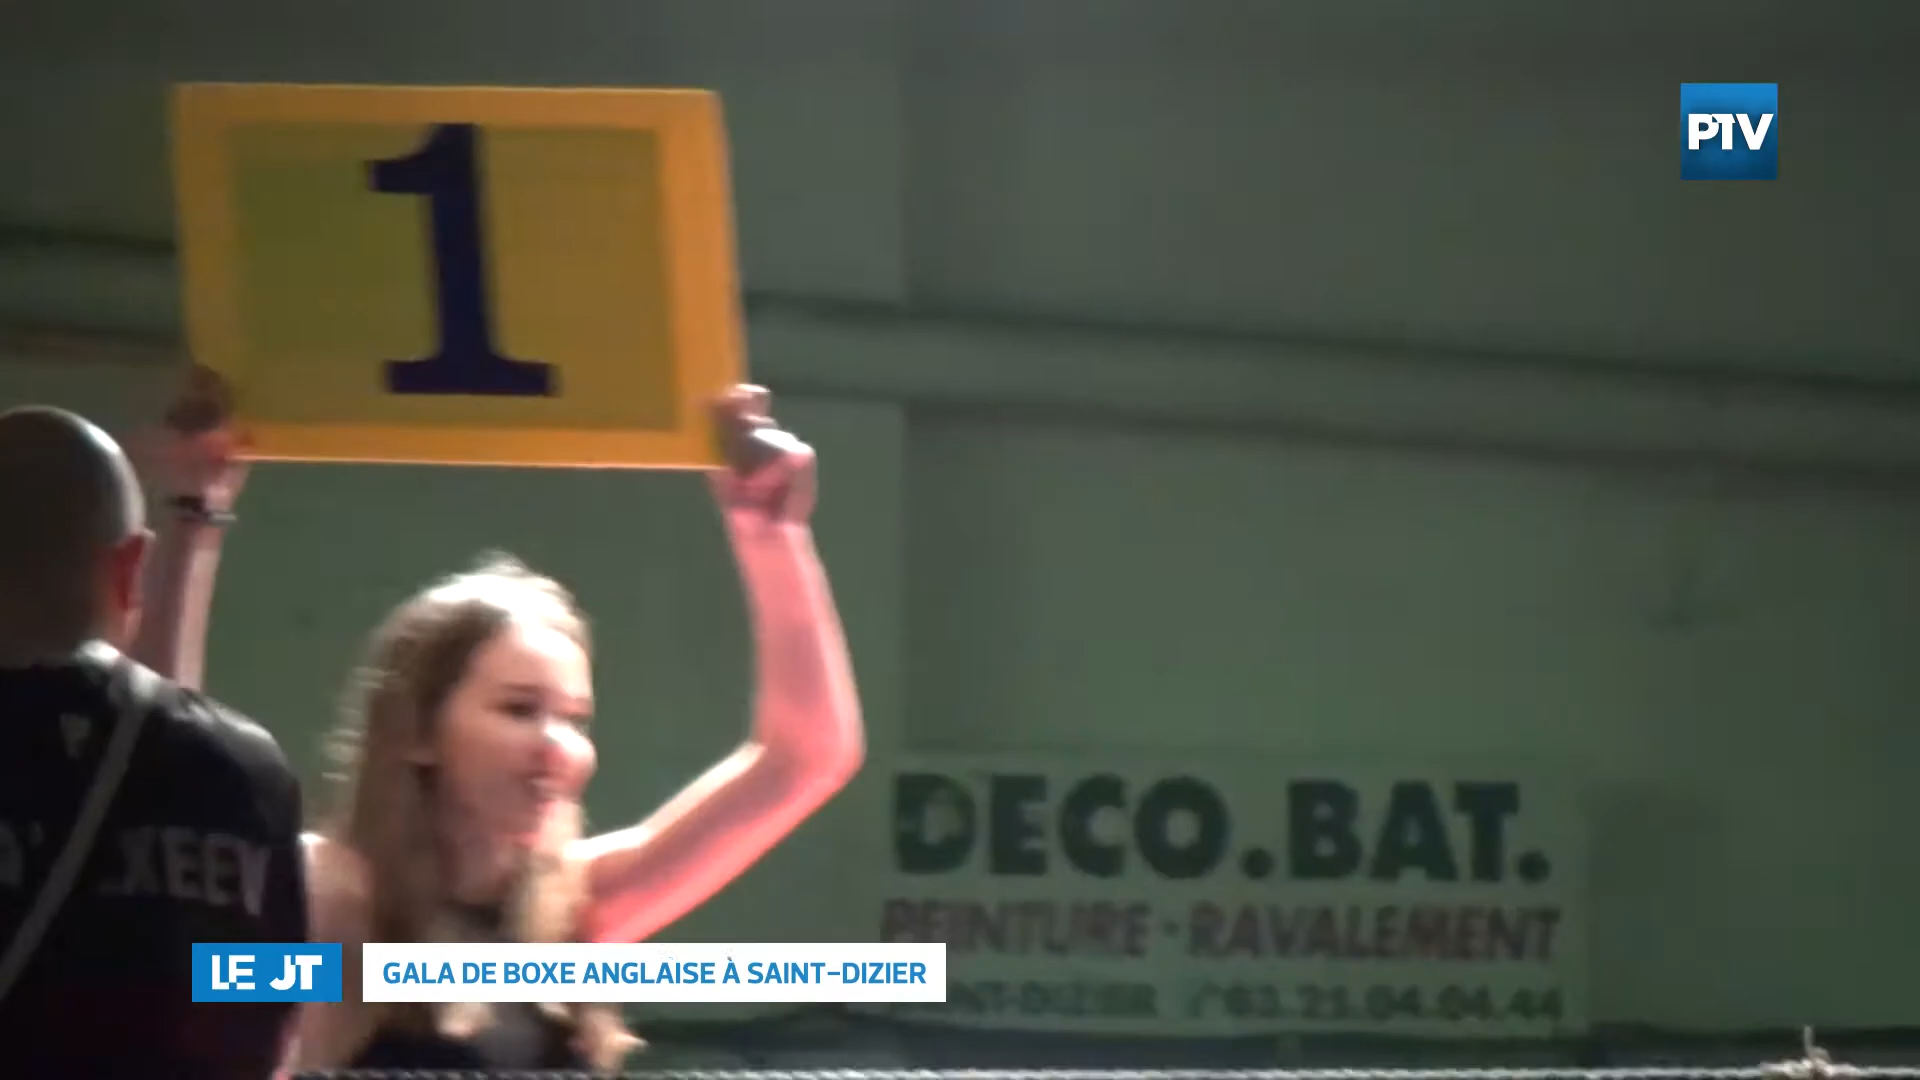 1
PTV
DECO.BAT.
PEINTURE · RAVALEMENT
LE JT
GALA DE BOXE ANGLAISE À SAINT-DIZIER